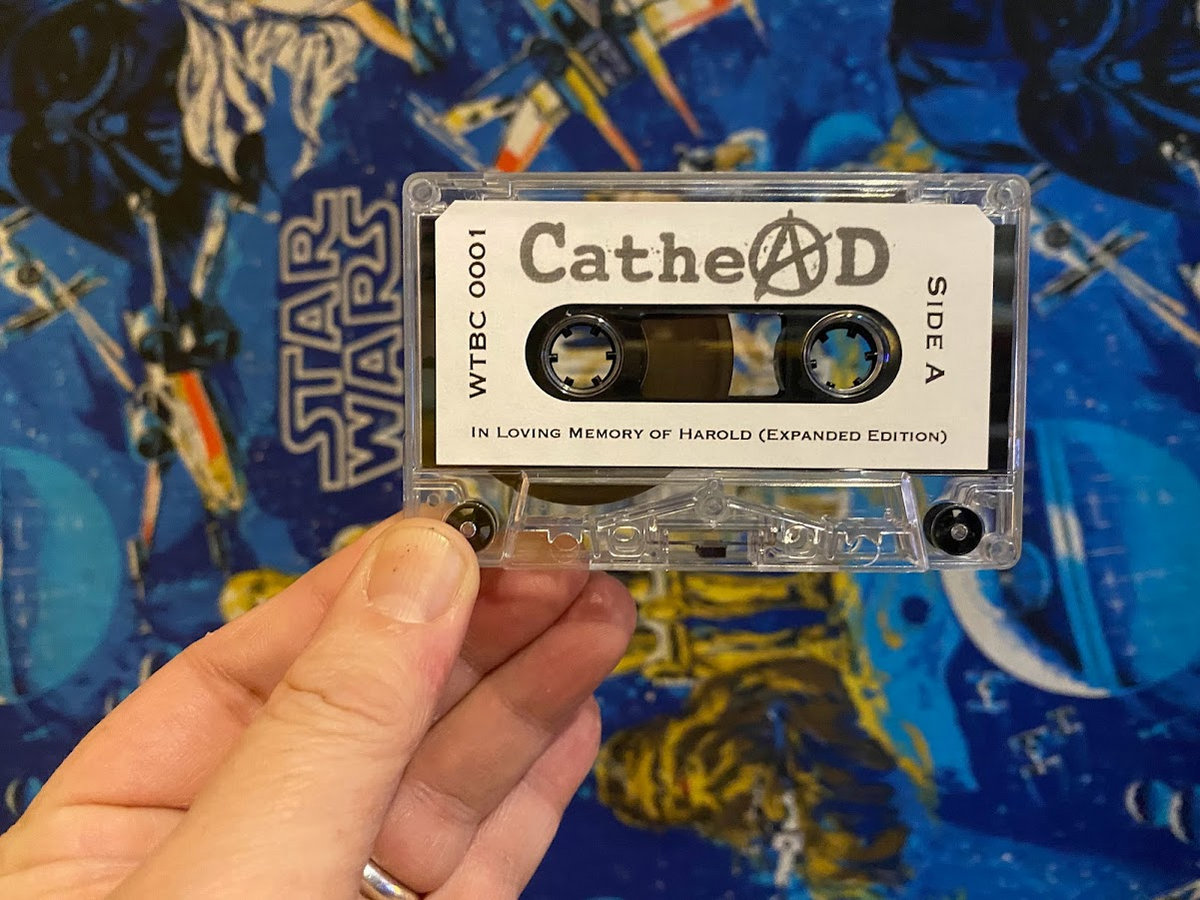 STAR
WARS
WTBC 0001
CatheAD
SIDE A
IN LOVING MEMORY OF HAROLD (EXPANDED EDITION)